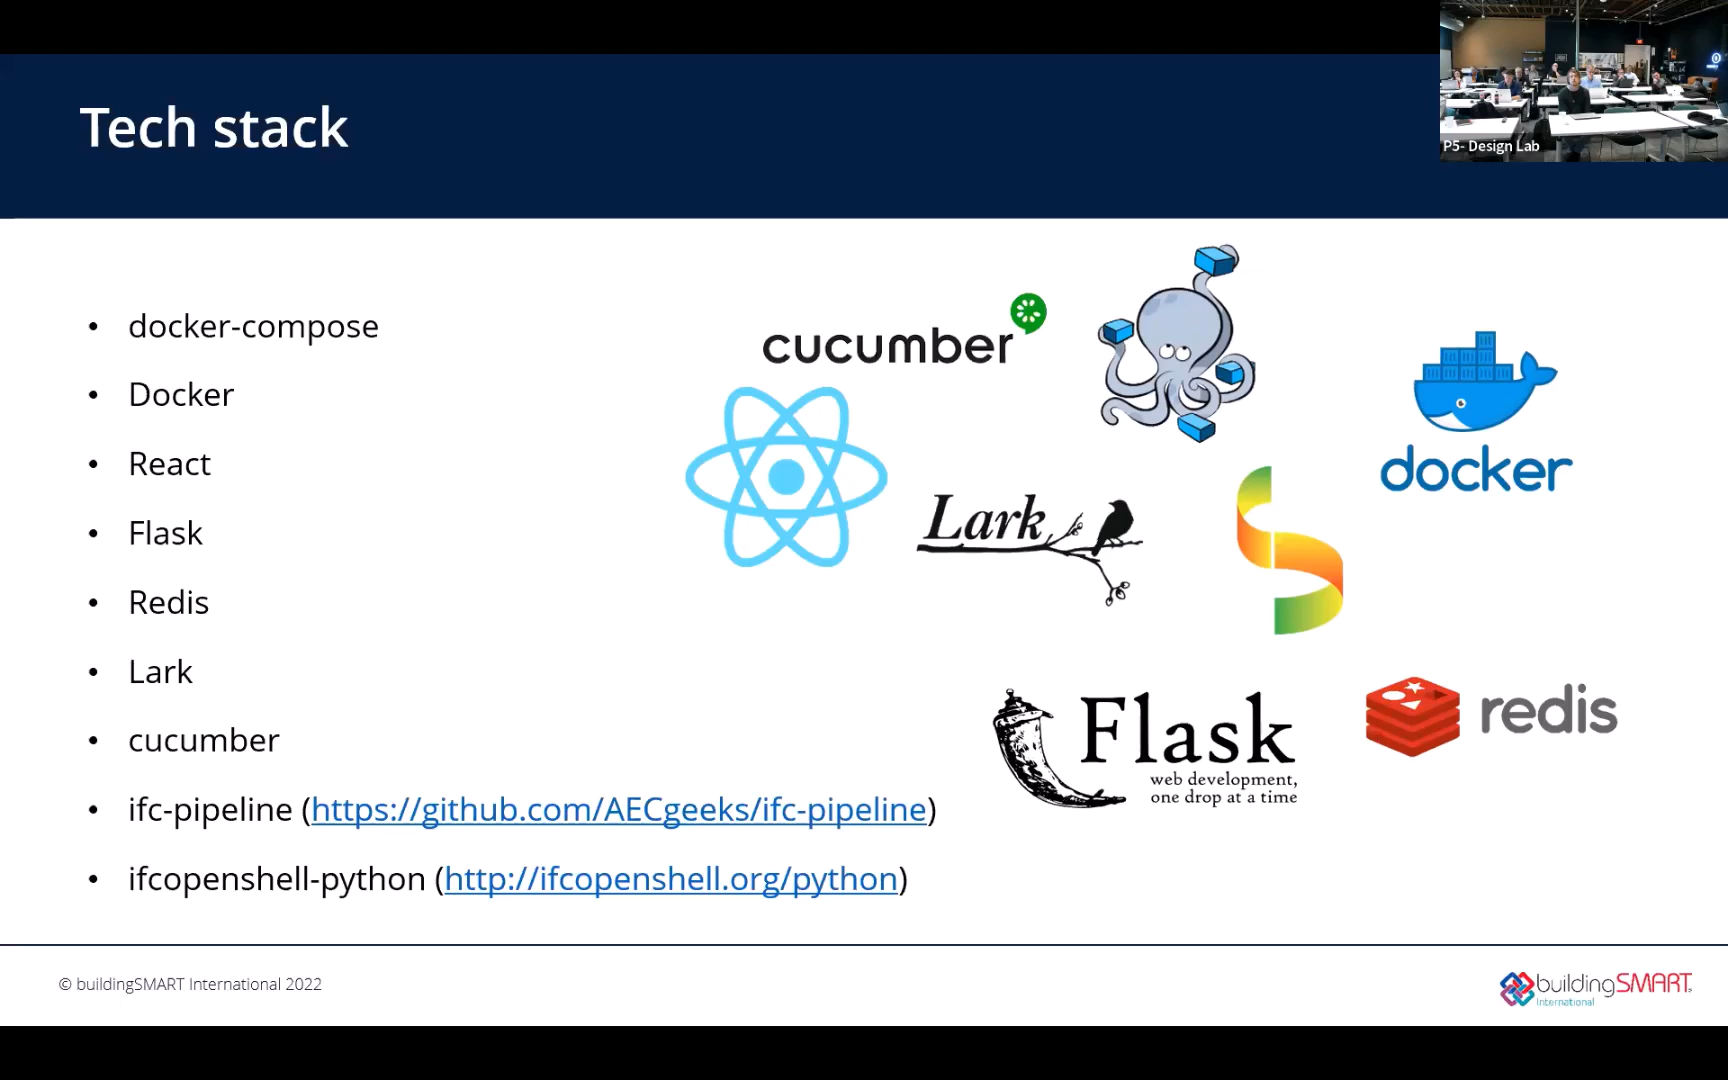 Tech stack
P5- Design Lab
• docker-compose
• Docker
• React
• Flask
• Redis
• Lark
• cucumber
• ifc-pipeline (https://github.com/AECgeeks/ifc-pipeline)
• ifcopenshell-python (http://ifcopenshell.org/python)
cucumber
docker
Lark
Flask
web development,
one drop at a time
redis
© buildingSMART International 2022
buildingSMART
International